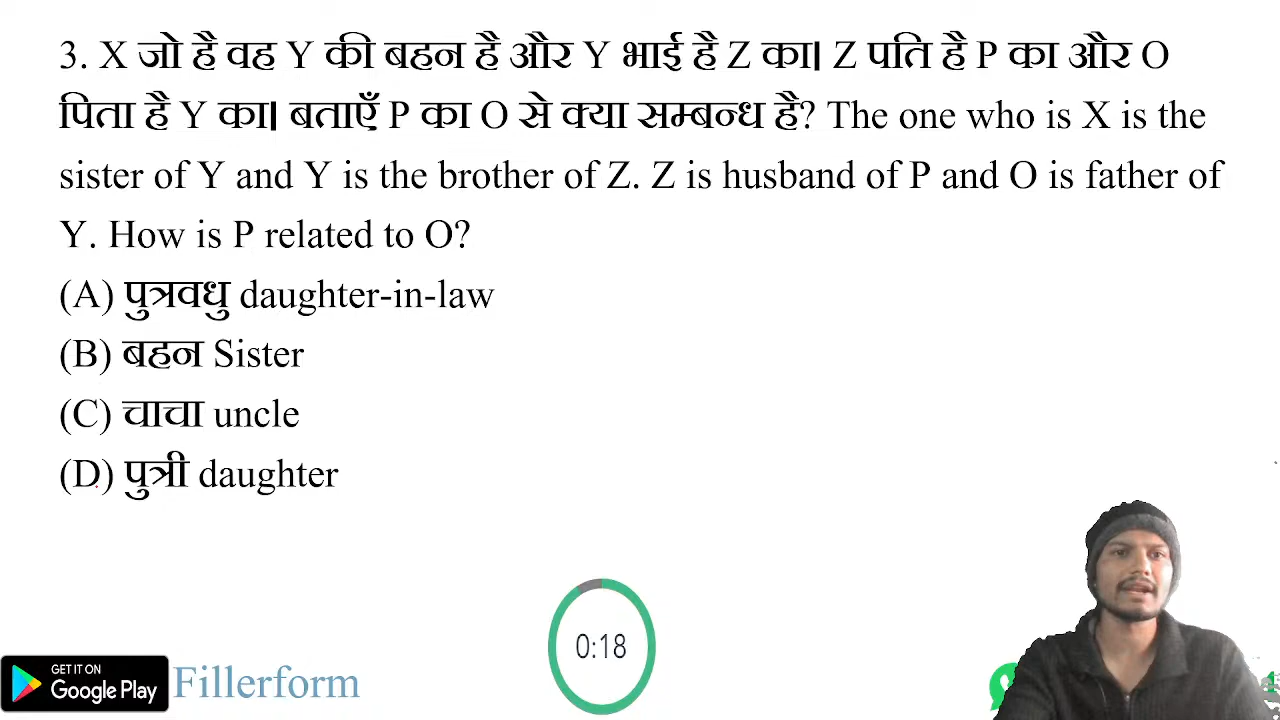 3. X जो है वह Y की बहन है और Y भाई है Z का। Z पति है P का और O
पिता है Y का। बताएँ P का O से क्या सम्बन्ध है? The one who is X is the
sister of Y and Y is the brother of Z. Z is husband of P and O is father of
Y. How is P related to O?
(A) पुत्रवधु daughter-in-law
(B) बहन Sister
(C) चाचा uncle
(D) पुत्री daughter
0:18
GET IT ON
Google Play
Fillerform